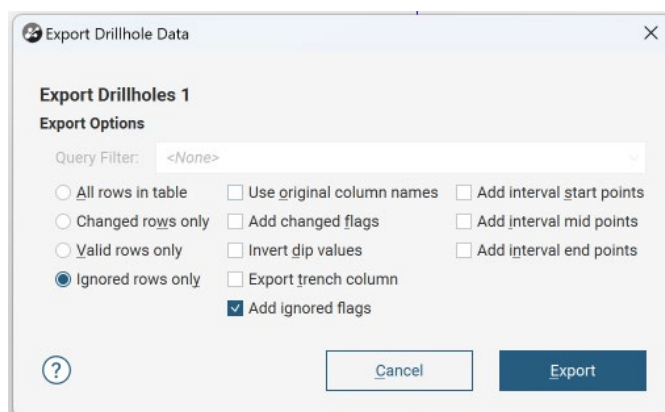 Export Drillhole Data
Export Drillholes 1
Export Options
Query Filter: <None>
All rows in table
Use original column names
Add interval start points
Changed rows only
Add changed flags
Add interval mid points
Valid rows only
Invert dip values
Add interval end points
Ignored rows only
Export trench column
Add ignored flags
?
Cancel
Export